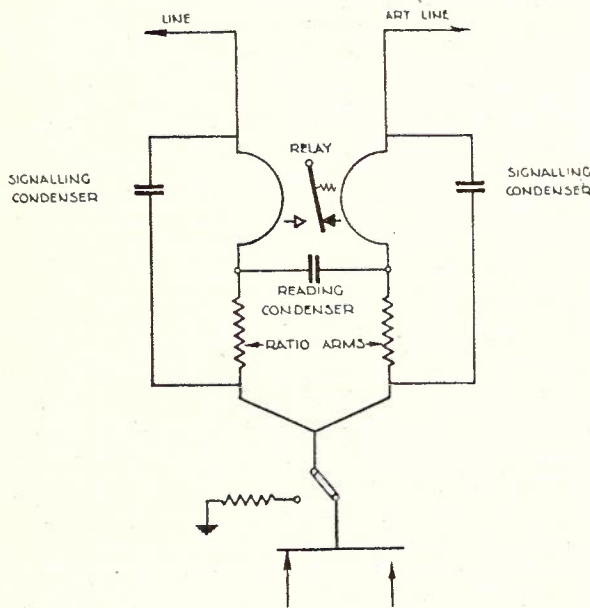 LINE
ART LINE
RELAY
SIGNALLING
CONDENSER
SIGNALLING
CONDENSER
READING
CONDENSER
RATIO ARMS